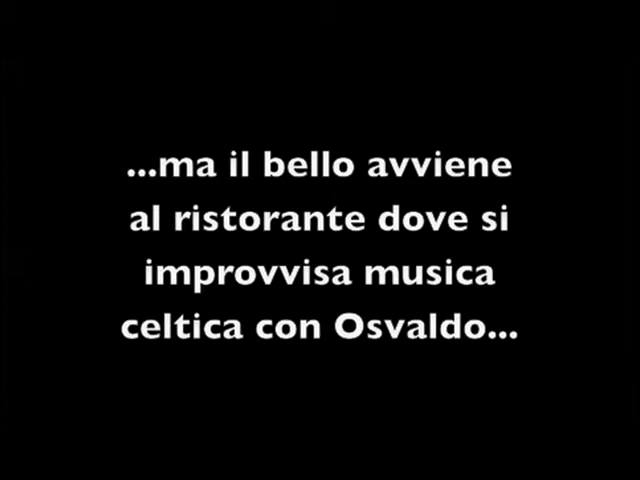 ...ma il bello avviene
al ristorante dove si
improvvisa musica
celtica con Osvaldo...